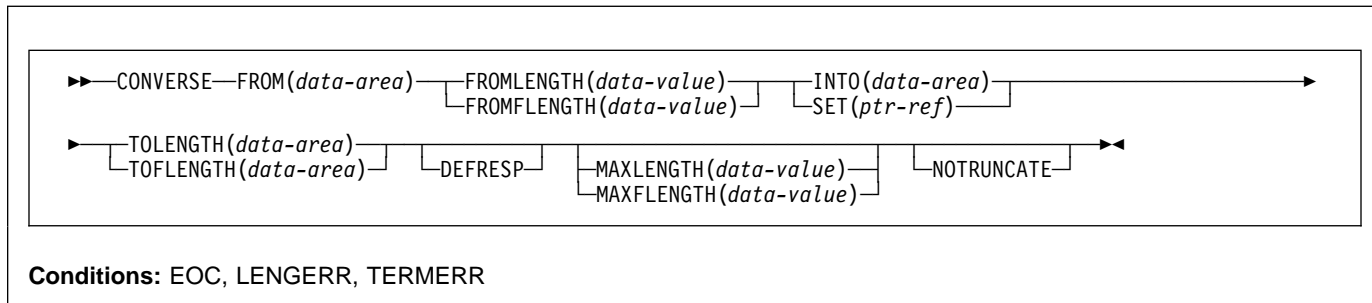 CONVERSE FROM(data-area) FROMLENGTH(data-value) INTO(data-area)
FROMFLENGTH(data-value) SET(ptr-ref)
TOLENGTH(data-area)
TOFLENGTH(data-area) DEFRESP MAXLENGTH(data-value) NOTRUNCATE
MAXFLENGTH(data-value)
Conditions: EOC, LENGERR, TERMERR